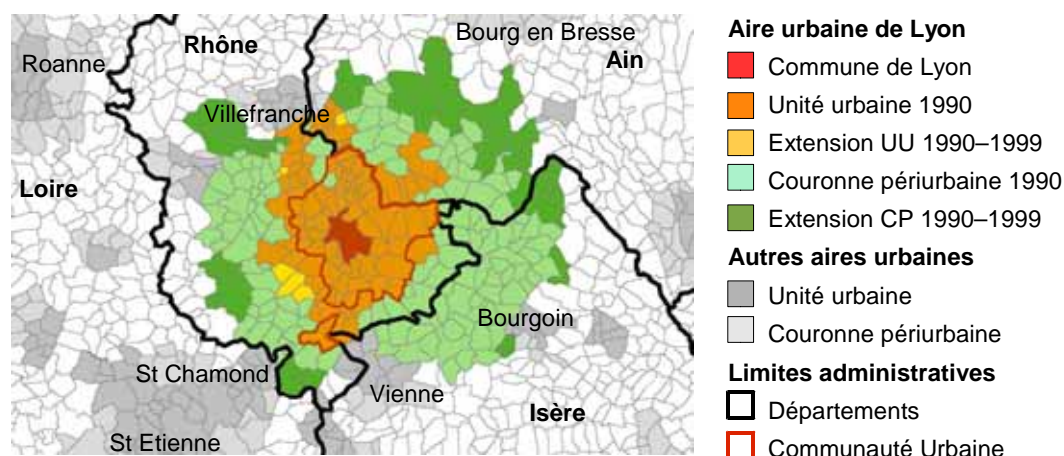 Bourg en Bresse
Rhône
Ain
Roanne
Villefranche
Loire
Bourgoin
St Chamond
Vienne
Isère
St Etienne
Aire urbaine de Lyon
Commune de Lyon
Unité urbaine 1990
Extension UU 1990–1999
Couronne périurbaine 1990
Extension CP 1990–1999
Autres aires urbaines
Unité urbaine
Couronne périurbaine
Limites administratives
Départements
Communauté Urbaine